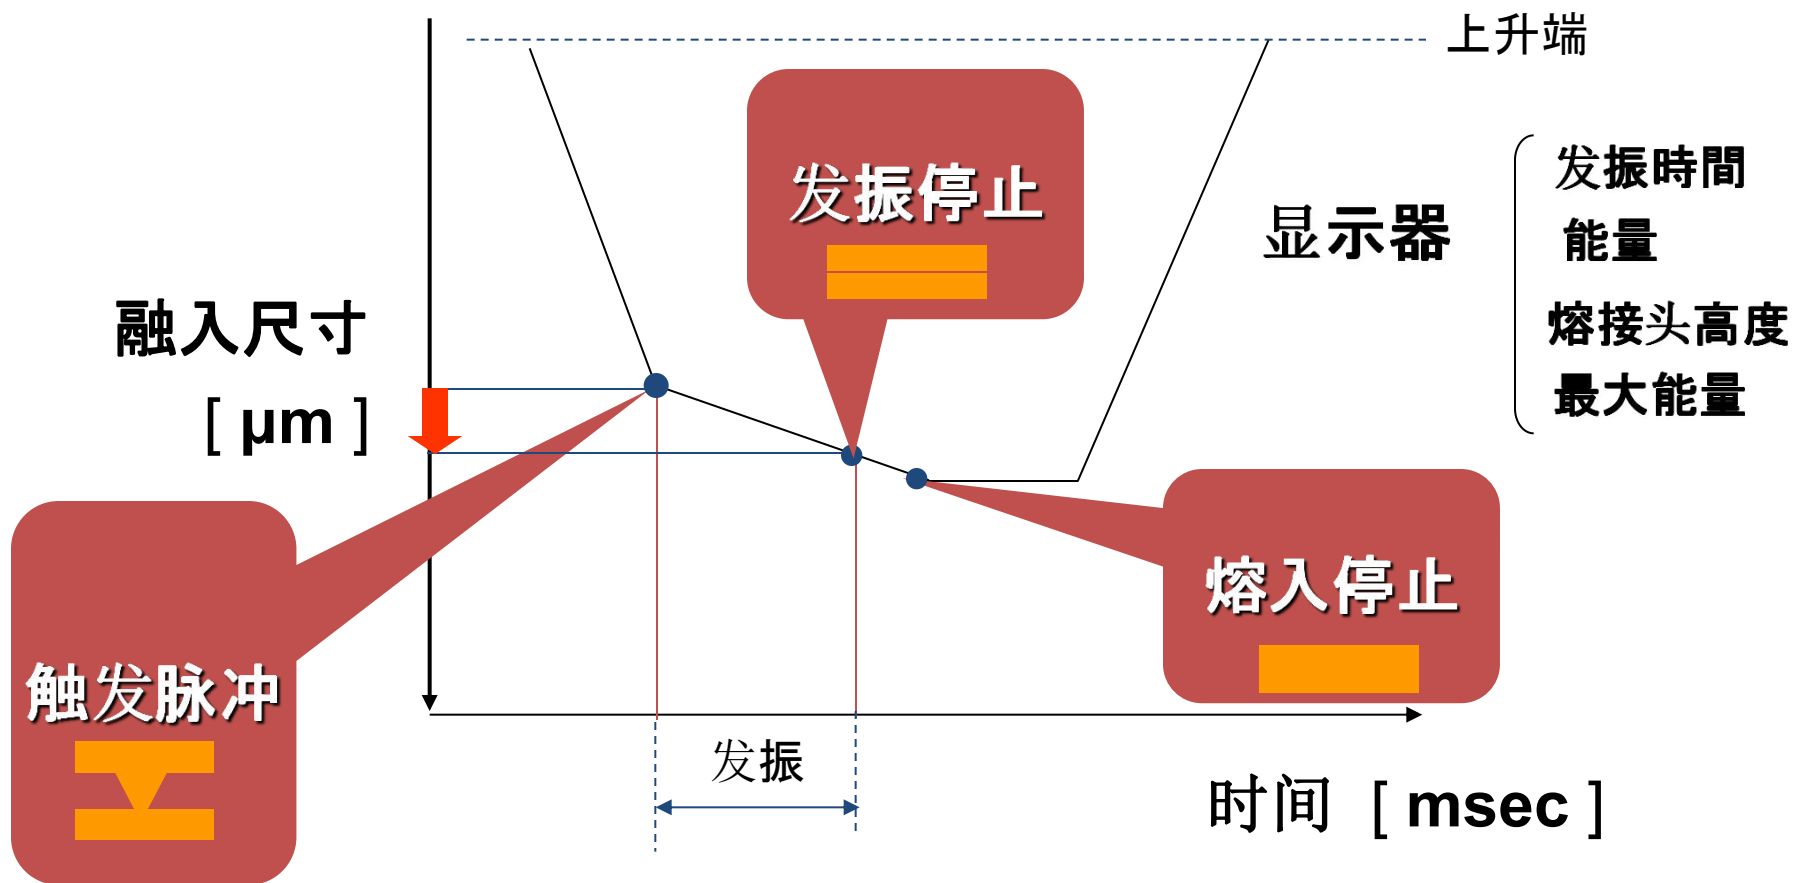 上升端
发振停止
发振時間
显示器
能量
融入尺寸
[ μm ]
熔接头高度
最大能量
熔入停止
触发脉冲
发振
时间 [ msec ]